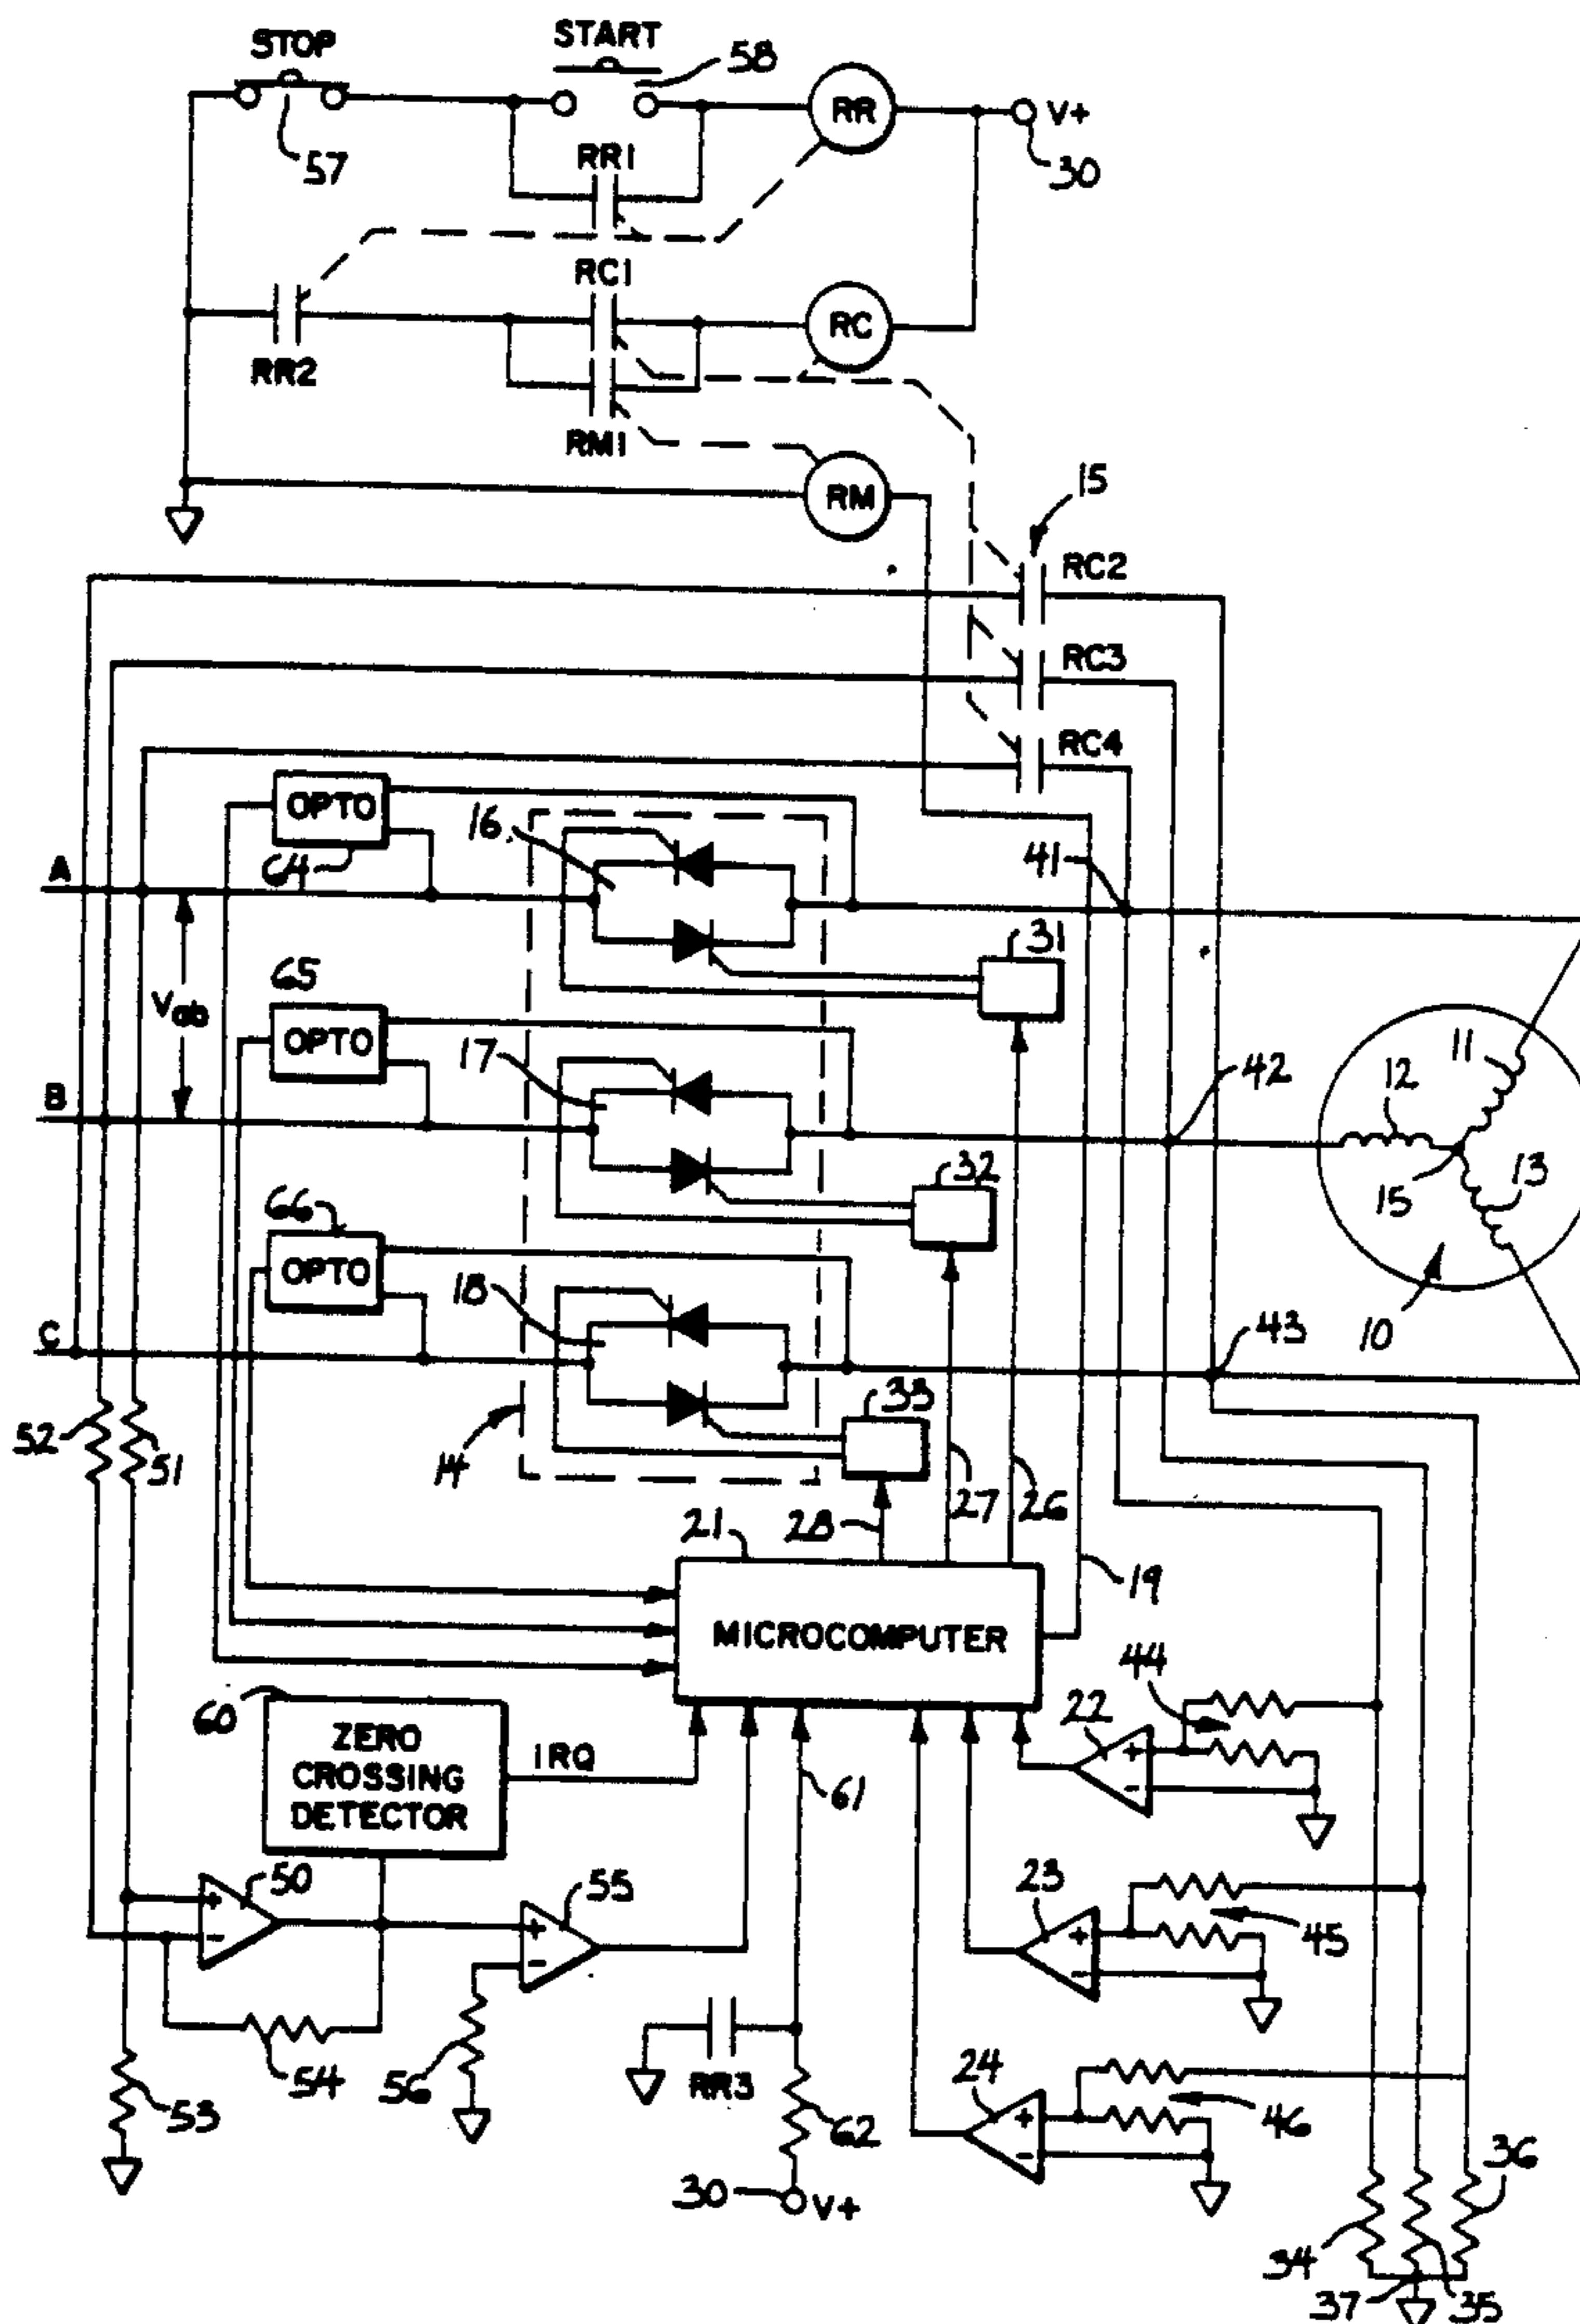 STOP
START
58
RR
V+
57
RR1
30
RC1
RC
RR2
RM1
RM
15
RC2
RC3
RC4
OPTO
16
64
41
A
31
65
Vab
OPTO
17
11
12
42
B
32
13
66
15
OPTO
18
43
C
10
33
52
51
14
27
26
21
28
19
MICROCOMPUTER
44
60
22
ZERO
CROSSING
DETECTOR
IRQ
61
50
55
23
45
54
56
RR3
24
62
46
53
36
30
V+
34
37
35